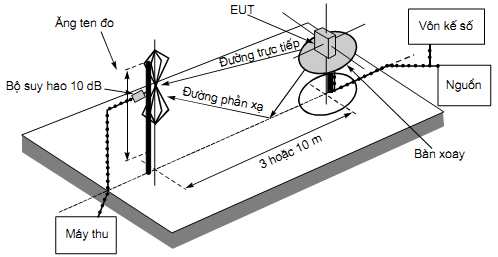 EUT
Vôn kế số
Ăng ten đo
Đường trực tiếp
Bộ suy hao 10 dB
Nguồn
Đường phản xạ
Bàn xoay
3 hoặc 10 m
Máy thu